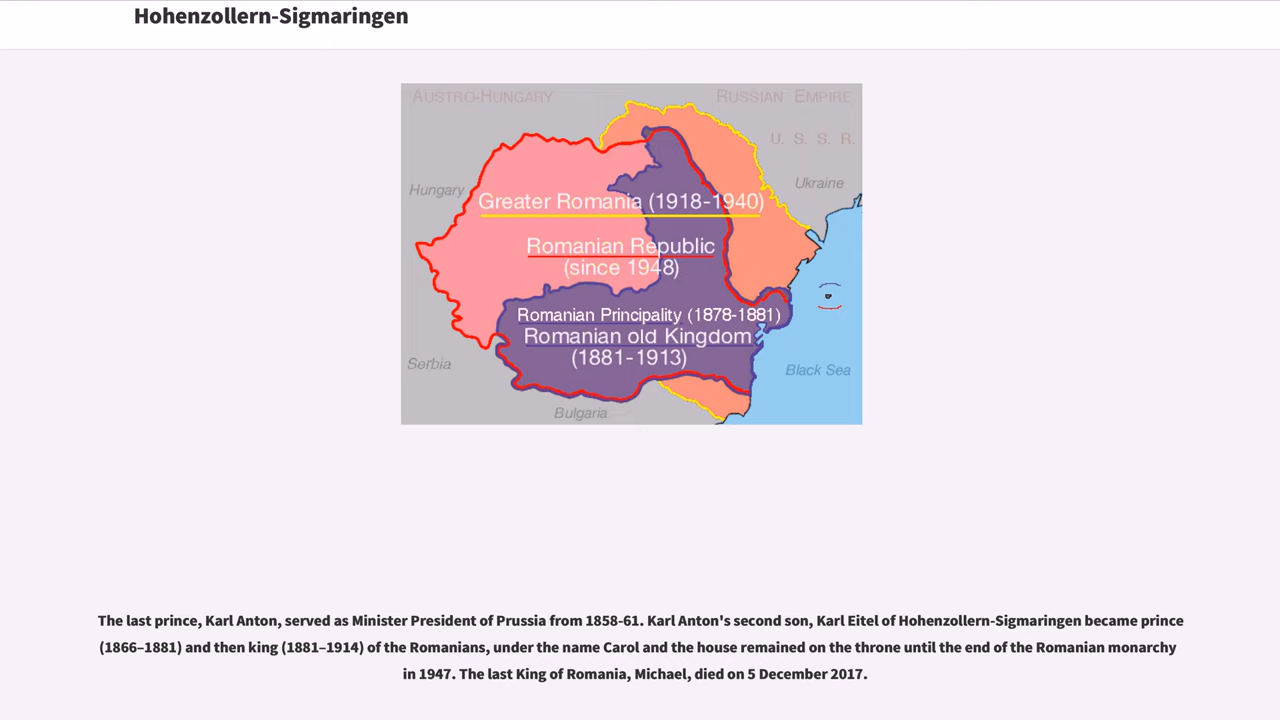 Hohenzollern-Sigmaringen
AUSTRO-HUNGARY
RUSSIAN EMPIRE
U. S. S. R.
Hungary
Ukraine
Greater Romania (1918-1940)
Romanian Republic
(since 1948)
Romanian Principality (1878-1881)
Romanian old Kingdom
(1881-1913)
Serbia
Black Sea
Bulgaria
The last prince, Karl Anton, served as Minister President of Prussia from 1858-61. Karl Anton's second son, Karl Eitel of Hohenzollern-Sigmaringen became prince
(1866–1881) and then king (1881–1914) of the Romanians, under the name Carol and the house remained on the throne until the end of the Romanian monarchy
in 1947. The last King of Romania, Michael, died on 5 December 2017.